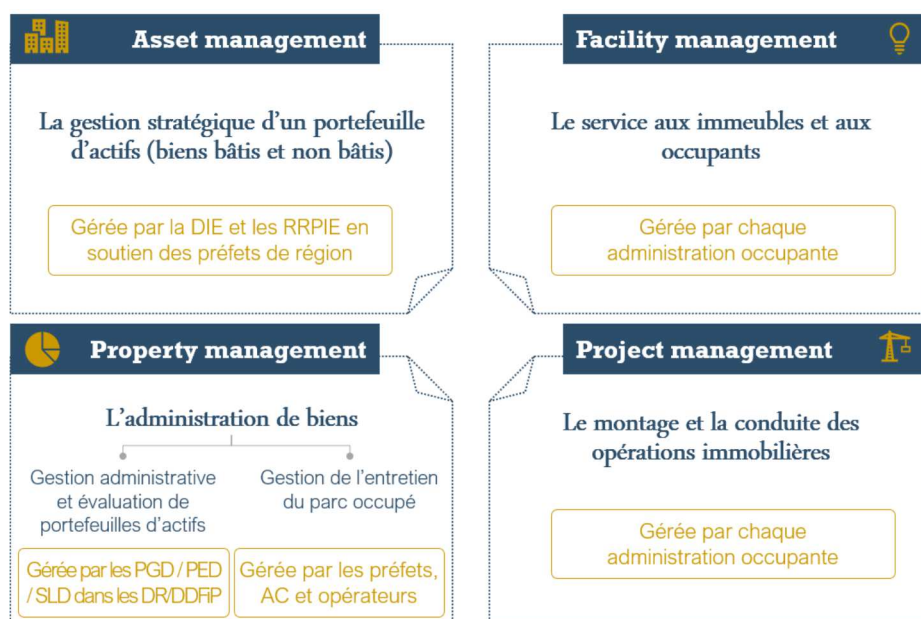 Asset management
La gestion stratégique d'un portefeuille
d'actifs (biens bâtis et non bâtis)
Gérée par la DIE et les RRPIE en
soutien des préfets de région
Facility management
Le service aux immeubles et aux
occupants
Gérée par chaque
administration occupante
Property management
L'administration de biens
Gestion administrative
et évaluation de
portefeuilles d'actifs
Gérée par les PGD / PED
/ SLD dans les DR/DDFiP
Gestion de l'entretien
du parc occupé
Gérée par les préfets,
AC et opérateurs
Project management
Le montage et la conduite des
opérations immobilières
Gérée par chaque
administration occupante